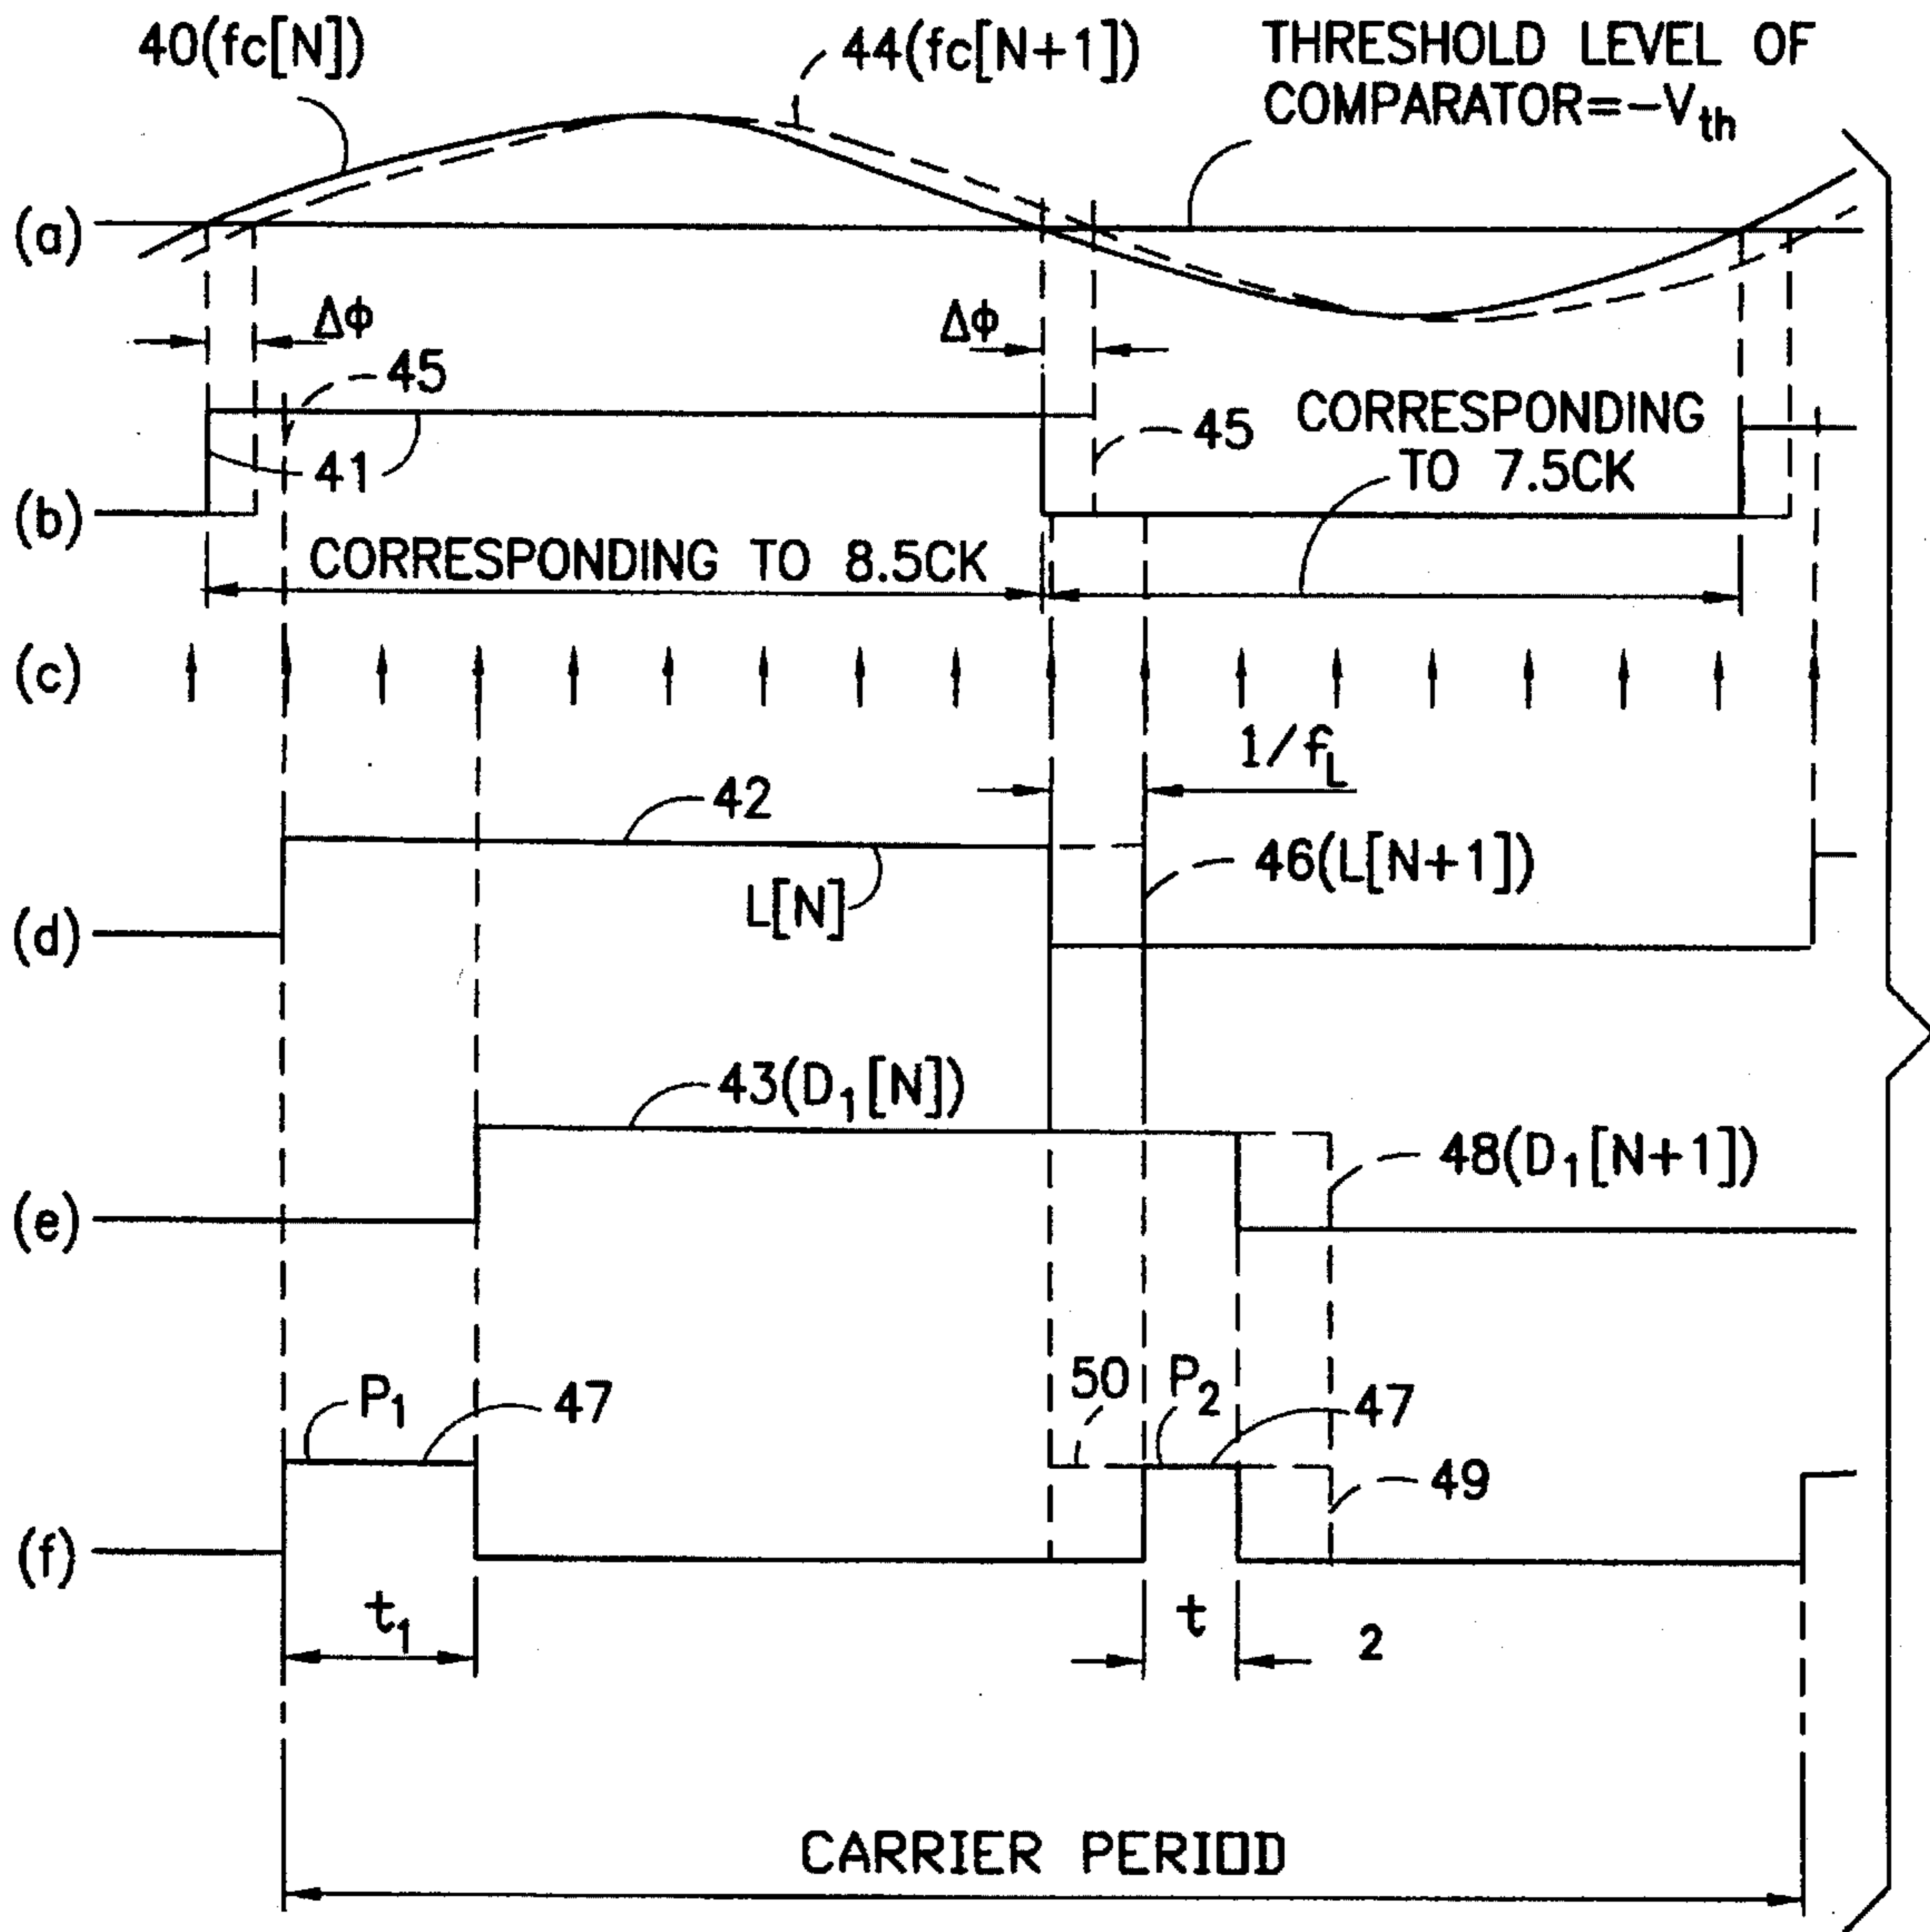 40(fc[N])
44(fc[N+1])
THRESHOLD LEVEL OF
COMPARATOR=-Vth
(a)
Δϕ
Δϕ
45
41
45
CORRESPONDING
TO 7.5CK
(b)
CORRESPONDING TO 8.5CK
(c)
1/fL
42
46(L[N+1])
L[N]
(d)
43(D1[N])
48(D1[N+1])
(e)
P1
47
50
P2
47
49
(f)
t1
t
2
CARRIER PERIOD